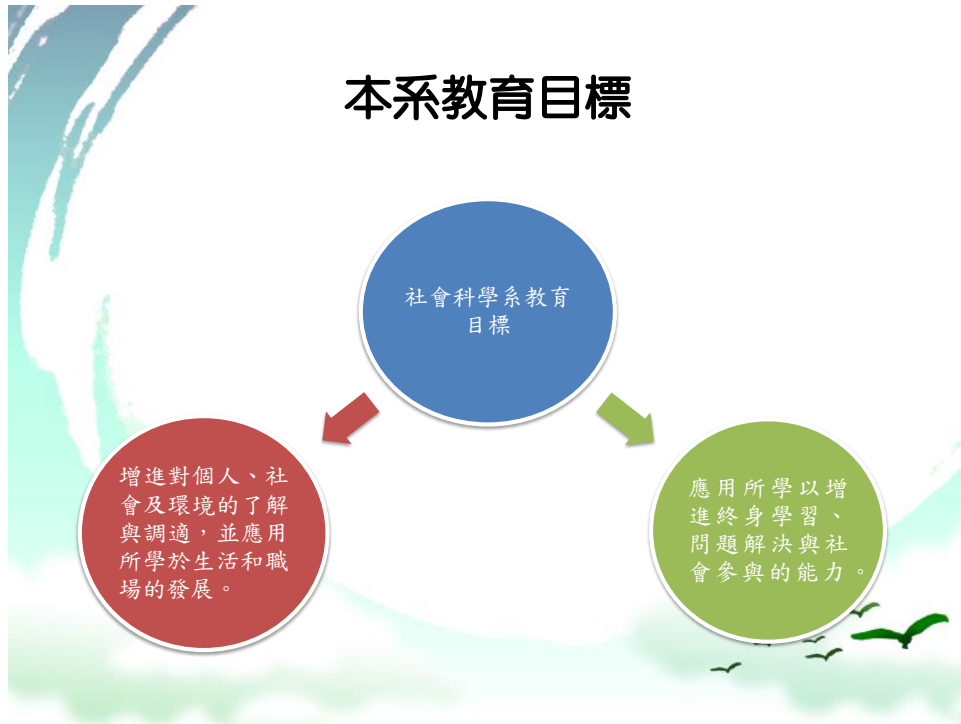 本系教育目標
社會科學系教育
目標
增進對個人、社
會及環境的了解
與調適，並應用
所學於生活和職
場的發展。
應用所學以增
進終身學習、
問題解決與社
會參與的能力。